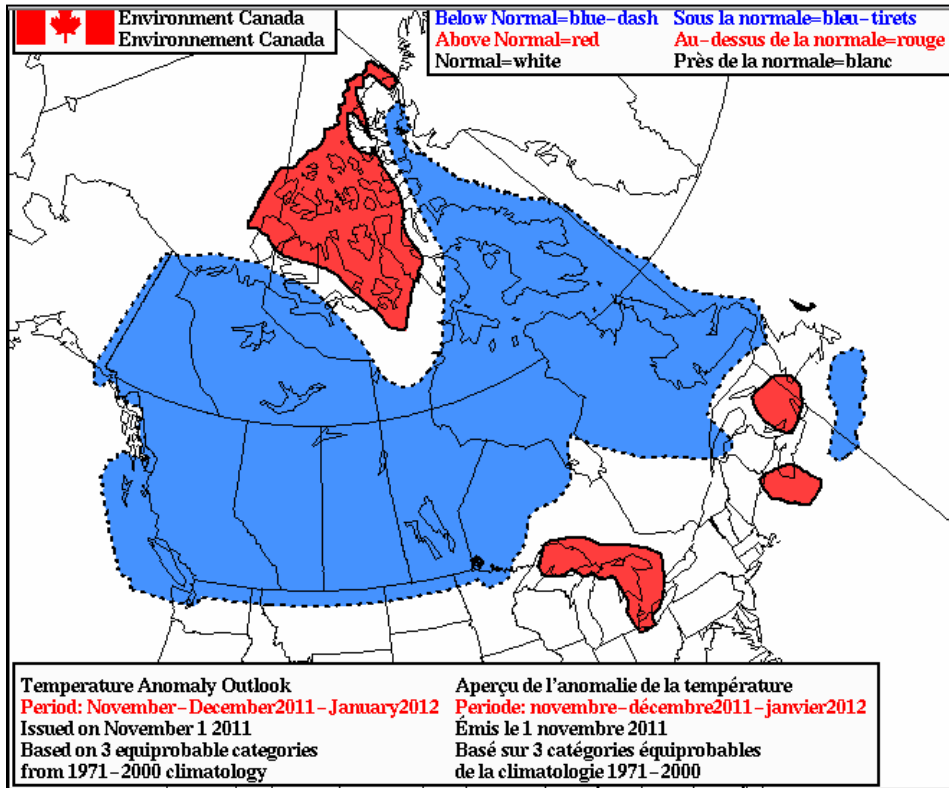 Environment Canada
Environnement Canada
Below Normal=blue-dash Sous la normale=bleu-tirets
Above Normal=red Au-dessus de la normale=rouge
Normal=white Près de la normale=blanc
Temperature Anomaly Outlook
Period: November-December2011-January2012
Issued on November 1 2011
Based on 3 equiprobable categories
from 1971-2000 climatology
Aperçu de l'anomalie de la température
Periode: novembre-décembre2011-janvier2012
Émis le 1 novembre 2011
Basé sur 3 catégories équiprobables
de la climatologie 1971-2000